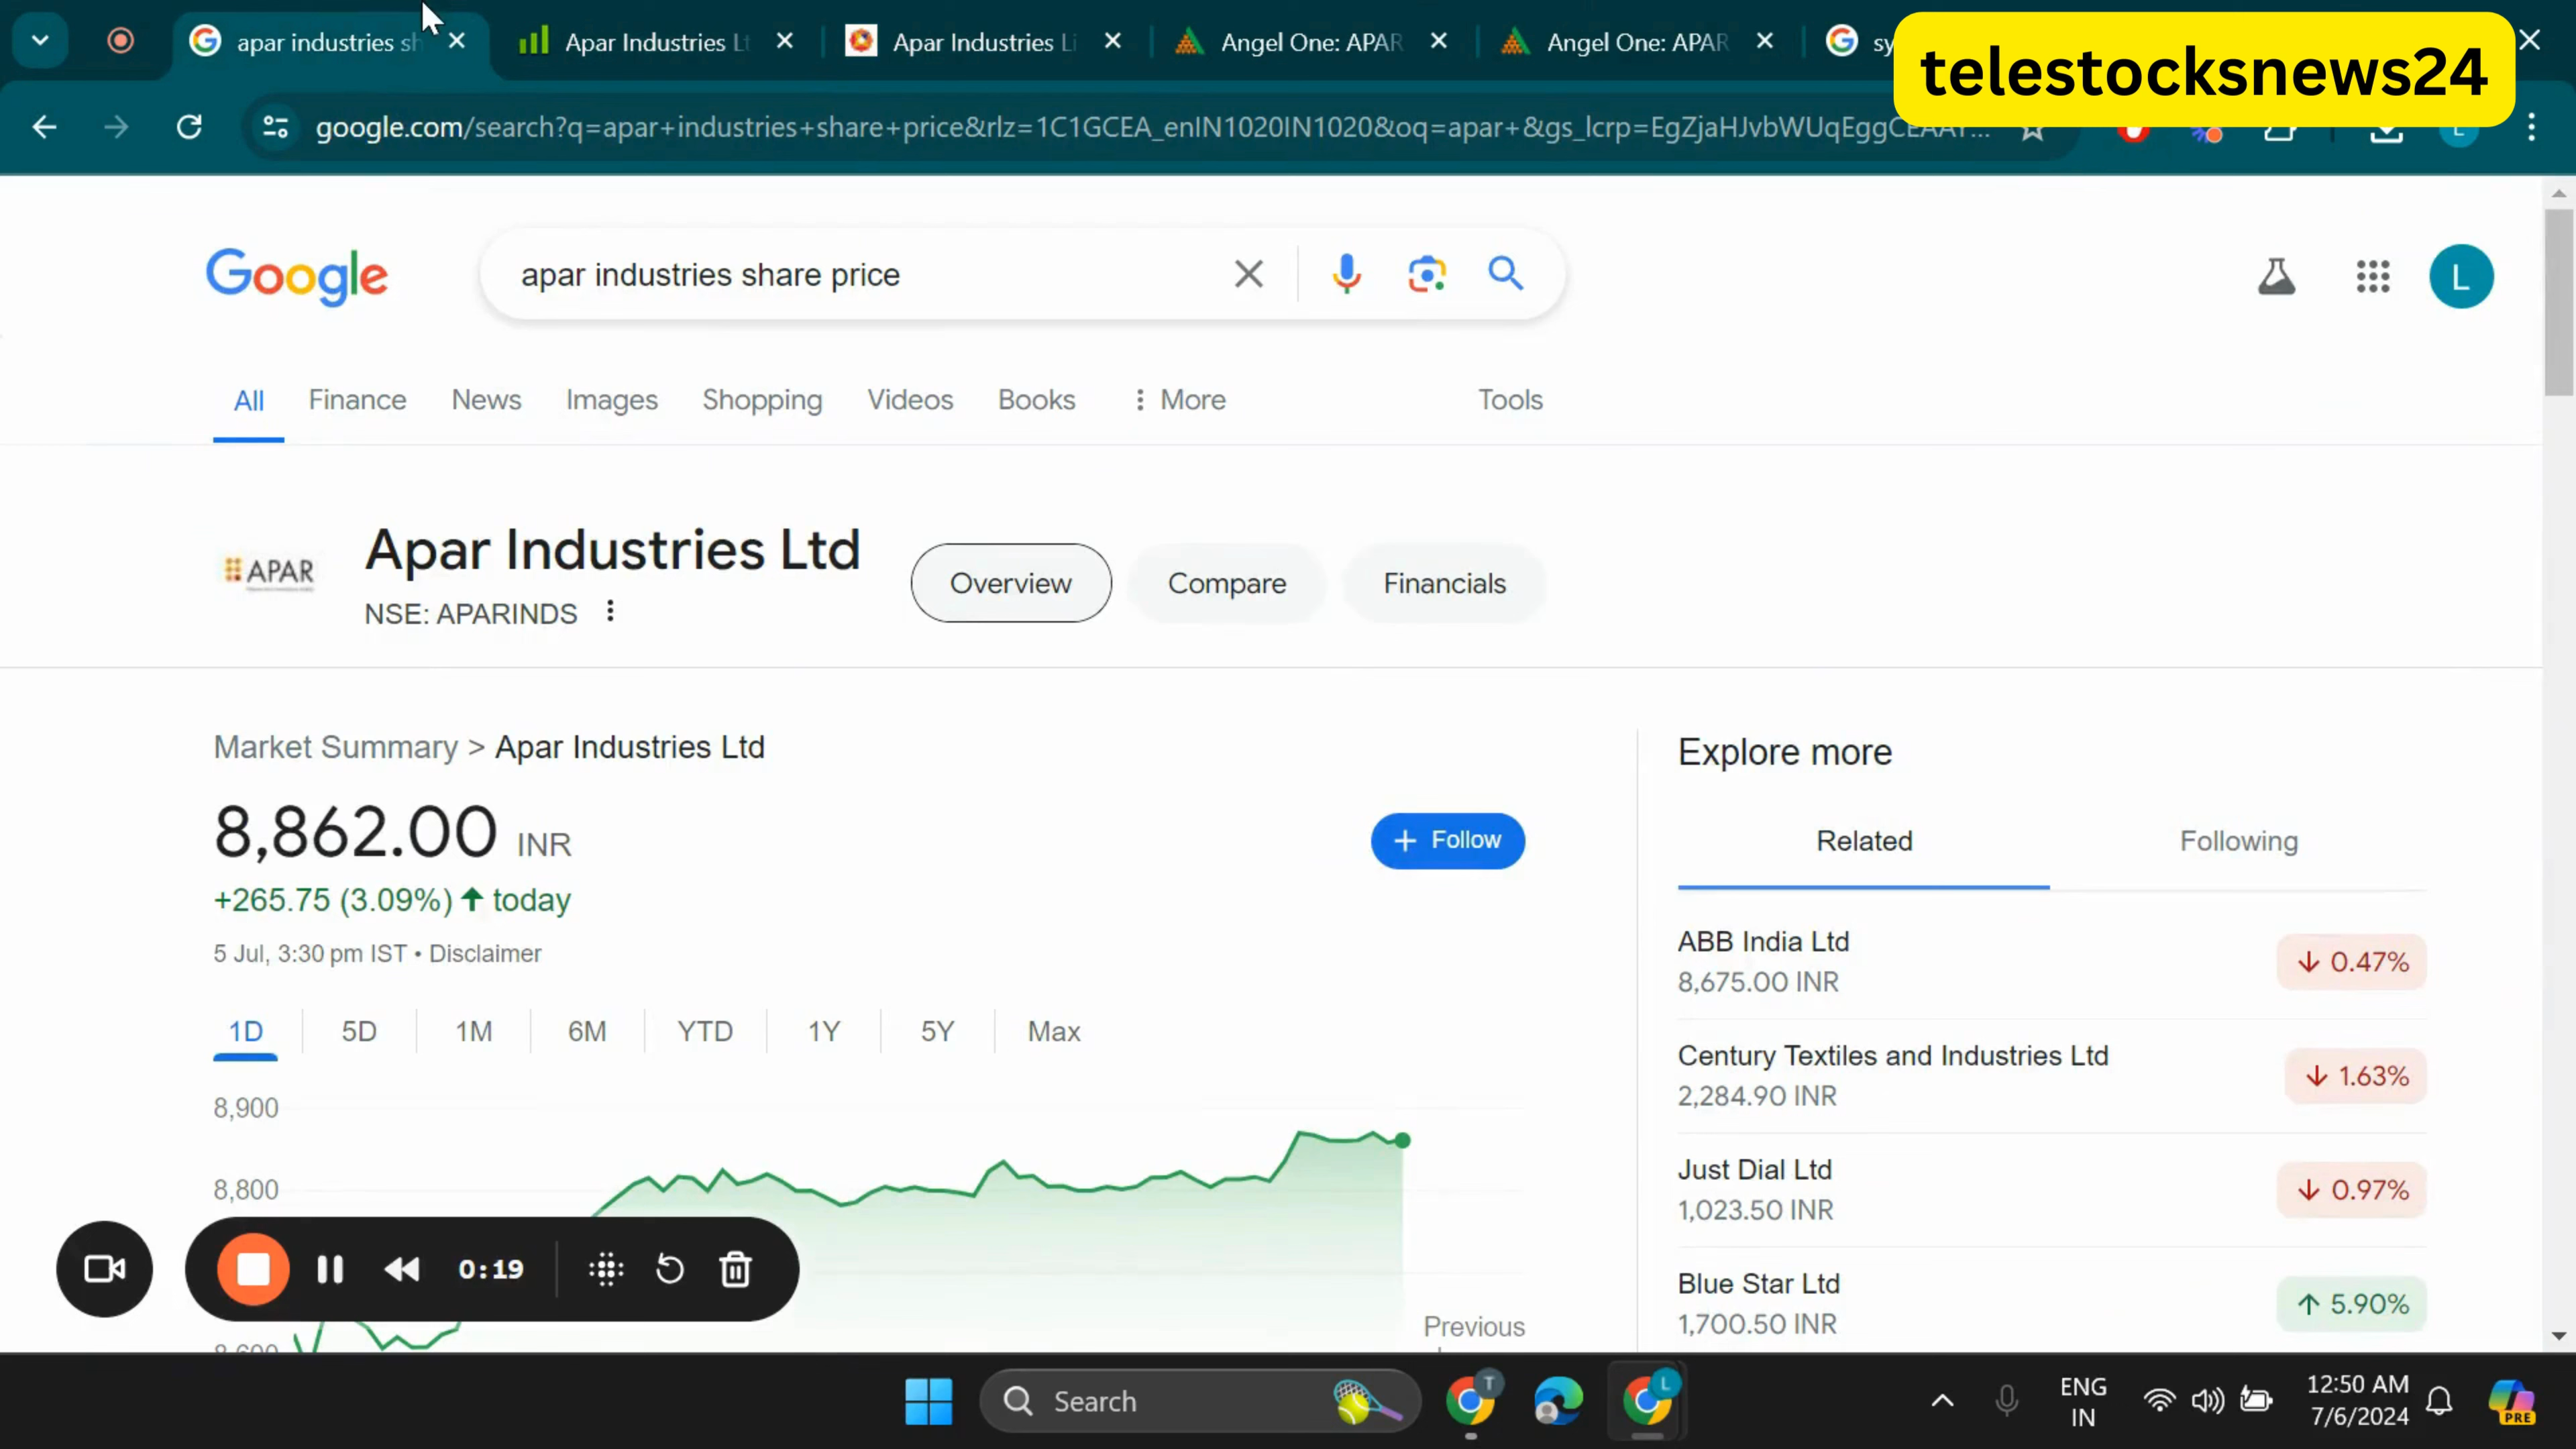 apar industries sh
Apar Industries Lt
Apar Industries Li
Angel One: APAR
Angel One: APAR
sy
telestocksnews24
google.com/search?q=apar+industries+share+price&rlz=1C1GCEA_enIN1020IN1020&oq=apar+&gs_lcrp=EgZjaHJvbWUqEggCEAAY...
L
Google
apar industries share price
L
All
Finance
News
Images
Shopping
Videos
Books
More
Tools
APAR
Apar Industries Ltd
NSE: APARINDS
Overview
Compare
Financials
Market Summary > Apar Industries Ltd
8,862.00 INR
+265.75 (3.09%) ↑ today
5 Jul, 3:30 pm IST • Disclaimer
+ Follow
1D
5D
1M
6M
YTD
1Y
5Y
Max
8,900
8,800
8,600
Previous
Explore more
Related
Following
ABB India Ltd
8,675.00 INR
↓ 0.47%
Century Textiles and Industries Ltd
2,284.90 INR
↓ 1.63%
Just Dial Ltd
1,023.50 INR
↓ 0.97%
Blue Star Ltd
1,700.50 INR
↑ 5.90%
0:19
Search
T
L
ENG
IN
12:50 AM
7/6/2024
PRE